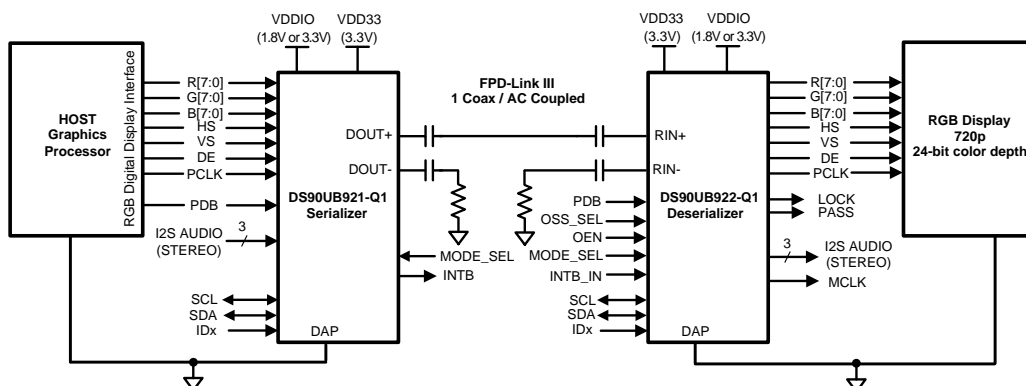 VDDIO
(1.8V or 3.3V)
VDD33
(3.3V)
VDD33
(3.3V)
VDDIO
(1.8V or 3.3V)
HOST
Graphics
Processor
RGB Digital Display Interface
R[7:0]
G[7:0]
B[7:0]
HS
VS
DE
PCLK
PDB
I2S AUDIO
(STEREO)
3
SCL
SDA
IDx
DOUT+
DOUT-
DS90UB921-Q1
Serializer
MODE_SEL
INTB
DAP
FPD-Link III
1 Coax / AC Coupled
RIN+
RIN-
DS90UB922-Q1
Deserializer
PDB
OSS_SEL
OEN
MODE_SEL
INTB_IN
SCL
SDA
IDx
DAP
R[7:0]
G[7:0]
B[7:0]
HS
VS
DE
PCLK
LOCK
PASS
3
I2S AUDIO
(STEREO)
MCLK
RGB Display
720p
24-bit color depth